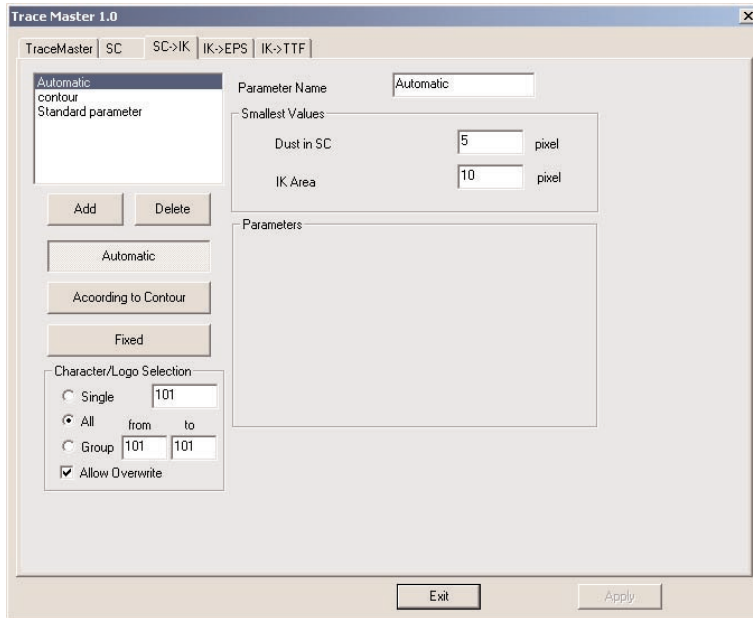 Trace Master 1.0
TraceMaster SC SC->IK IK->EPS IK->TTF
Automatic
contour
Standard parameter
Add Delete
Automatic
Acoording to Contour
Fixed
Character/Logo Selection
Single 101
All from to
Group 101 101
Allow Overwrite
Parameter Name Automatic
Smallest Values
Dust in SC 5 pixel
IK Area 10 pixel
Parameters
Exit Apply